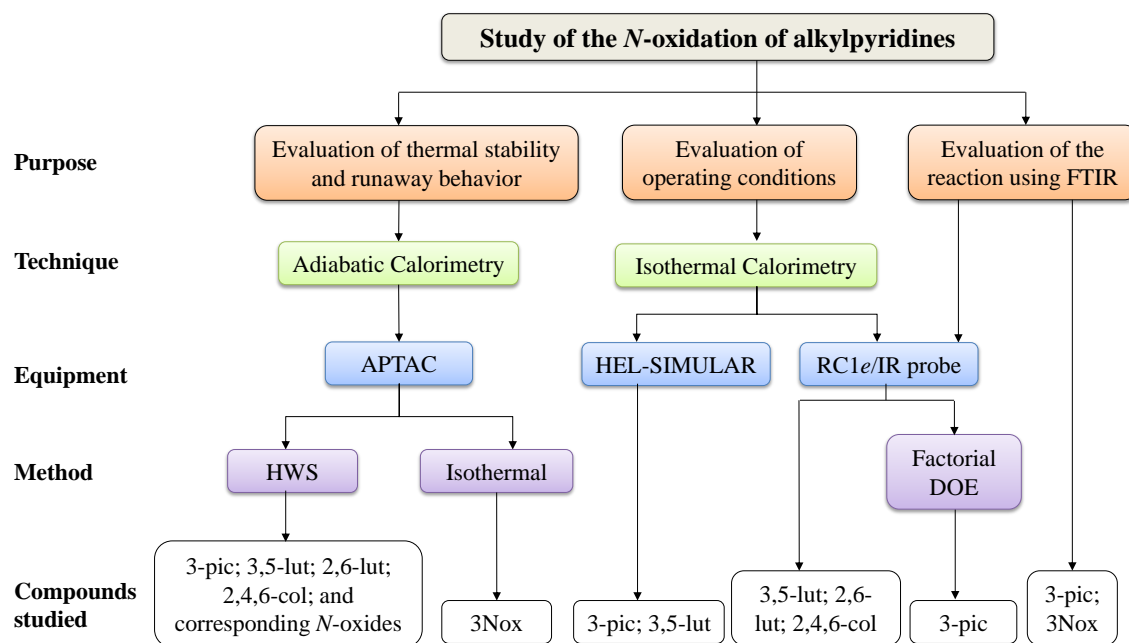 Study of the N-oxidation of alkylpyridines
Purpose
Evaluation of thermal stability
and runaway behavior
Evaluation of
operating conditions
Evaluation of the
reaction using FTIR
Technique
Adiabatic Calorimetry
Isothermal Calorimetry
Equipment
APTAC
HEL-SIMULAR
RC1e/IR probe
Method
HWS
Isothermal
Factorial
DOE
Compounds
studied
3-pic; 3,5-lut; 2,6-lut;
2,4,6-col; and
corresponding N-oxides
3Nox
3-pic; 3,5-lut
3,5-lut; 2,6-
lut; 2,4,6-col
3-pic
3-pic;
3Nox